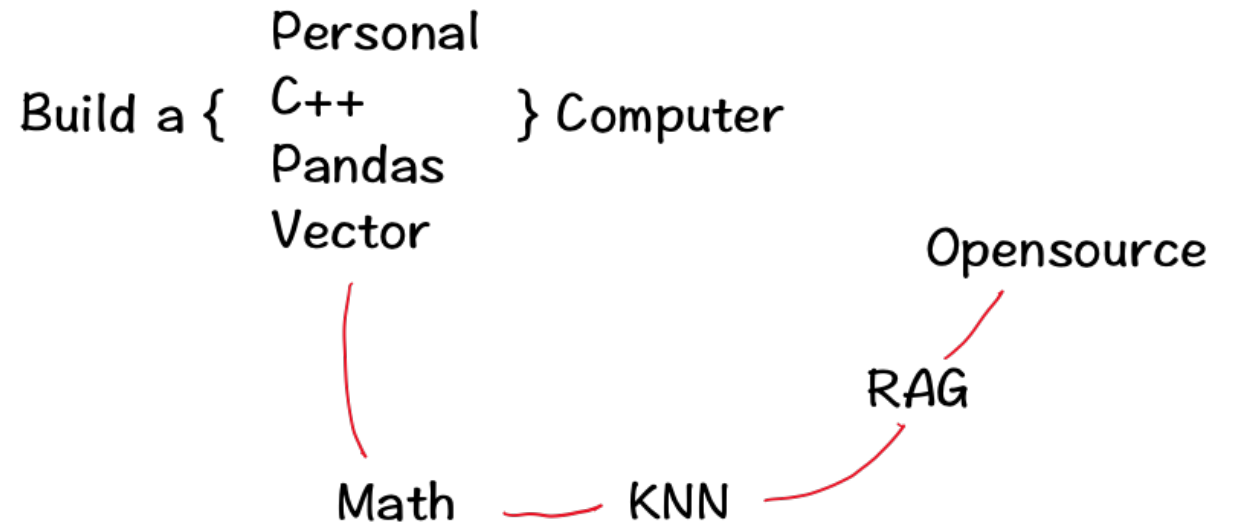 Personal
Build a { C++ } Computer
Pandas
Vector
Opensource
RAG
Math KNN